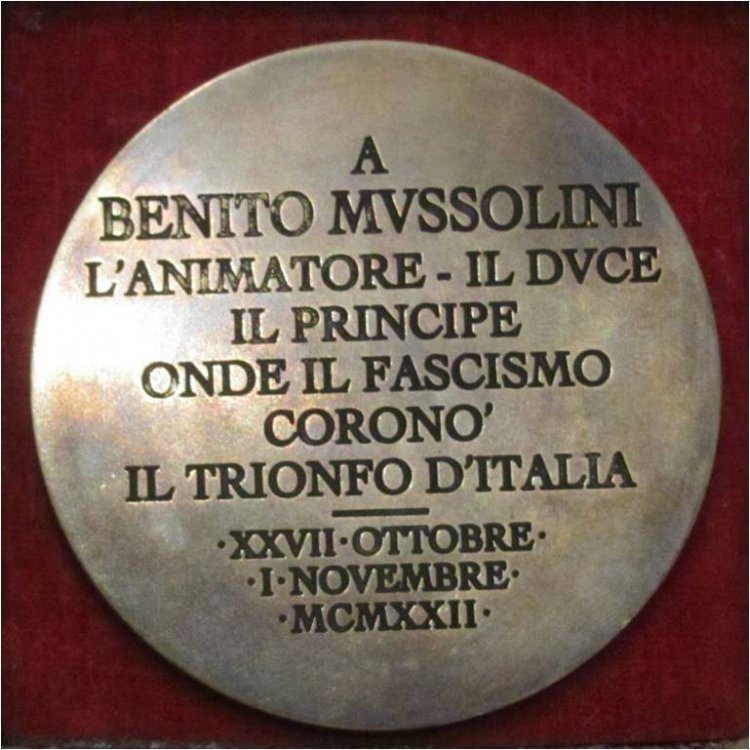 A
BENITO MVSSOLINI
L'ANIMATORE - IL DVCE
IL PRINCIPE
ONDE IL FASCISMO
CORONO'
IL TRIONFO D'ITALIA
·XXVII·OTTOBRE·
·I·NOVEMBRE·
·MCMXXII·